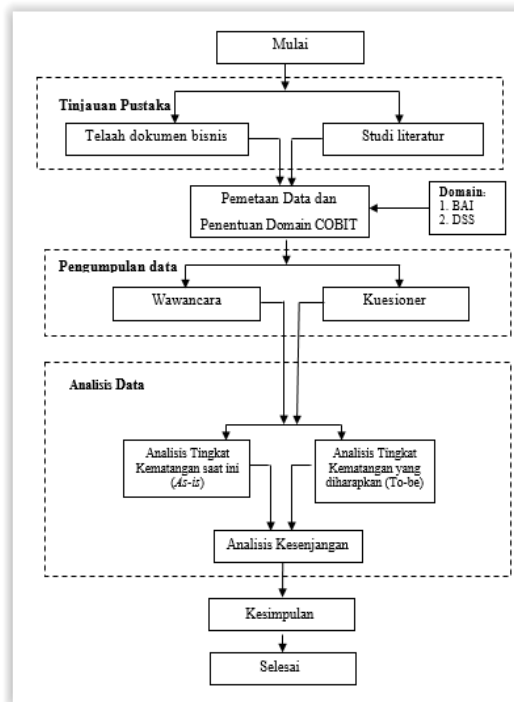 Mulai
Tinjauan Pustaka
Telaah dokumen bisnis
Studi literatur
Pemetaan Data dan
Penentuan Domain COBIT
Domain:
1. BAI
2. DSS
Pengumpulan data
Wawancara
Kuesioner
Analisis Data
Analisis Tingkat
Kematangan saat ini
(As-is)
Analisis Tingkat
Kematangan yang
diharapkan (To-be)
Analisis Kesenjangan
Kesimpulan
Selesai